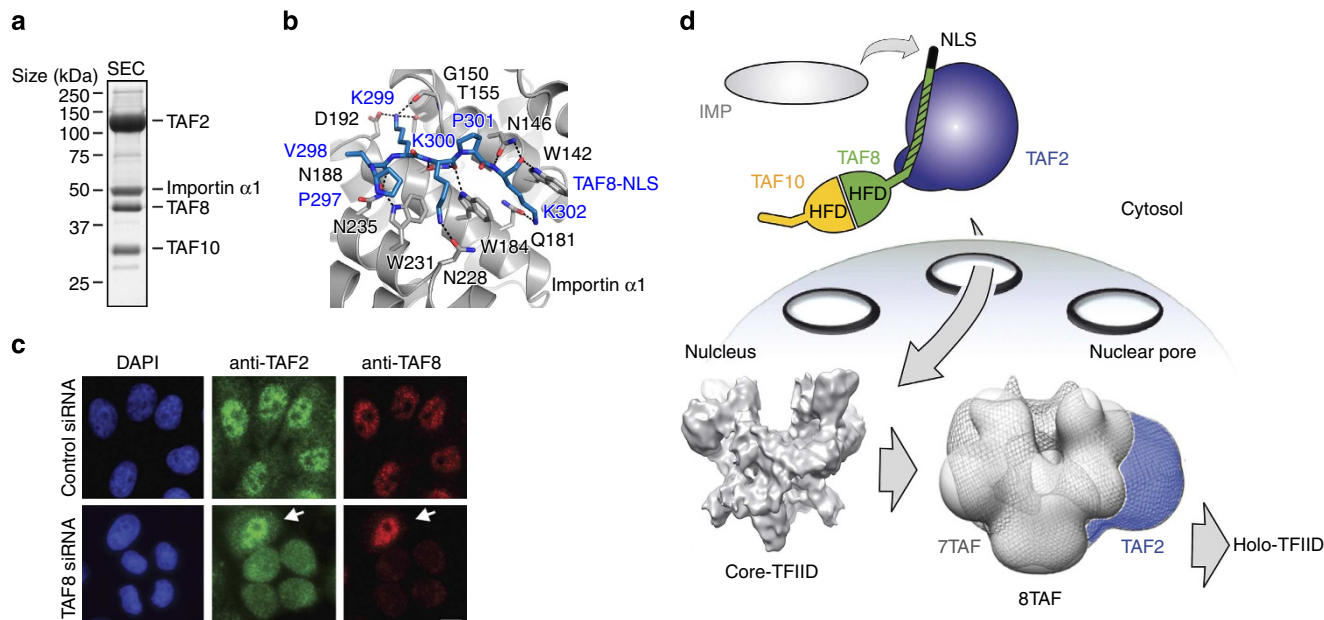 a
SEC
Size (kDa)
250
150
100
75
50
37
25
TAF2
Importin α1
TAF8
TAF10
b
G150
T155
K299
D192
P301
N146
K300
W142
V298
N188
TAF8-NLS
P297
K302
N235
Q181
W184
W231
N228
Importin α1
c
DAPI
anti-TAF2
anti-TAF8
Control siRNA
TAF8 siRNA
d
NLS
IMP
TAF8
TAF2
TAF10
HFD
HFD
Cytosol
Nulcleus
Nuclear pore
7TAF
TAF2
Holo-TFIID
Core-TFIID
8TAF